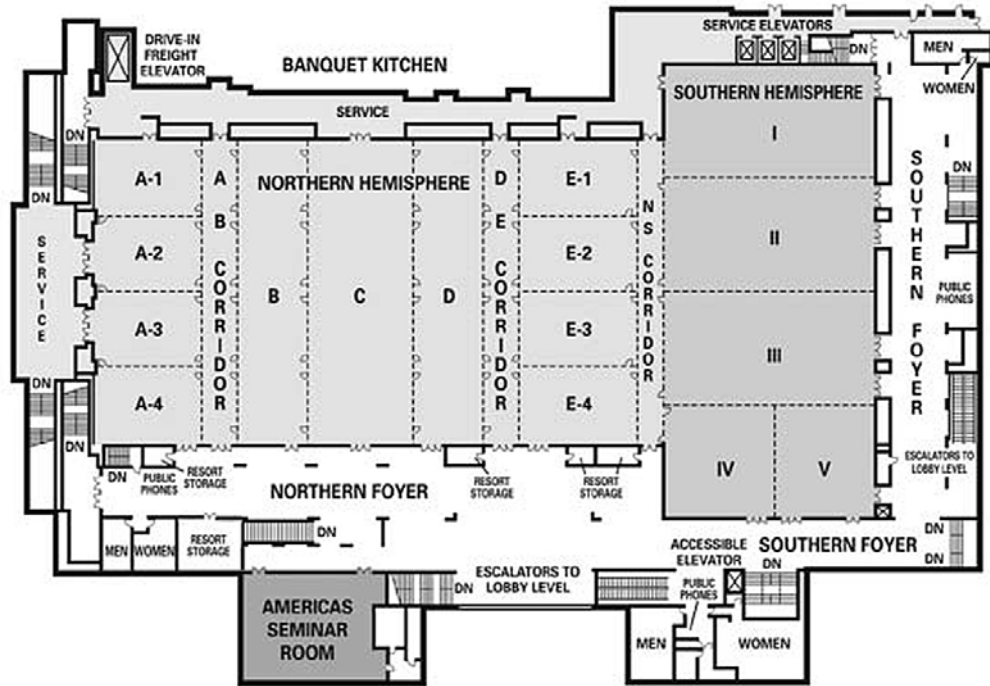 SERVICE ELEVATORS
DRIVE-IN
FREIGHT
ELEVATOR
BANQUET KITCHEN
DN
MEN
WOMEN
SERVICE
SOUTHERN HEMISPHERE
I
DN
DN
A-1
A B CORRIDOR
NORTHERN HEMISPHERE
D E CORRIDOR
E-1
NS CORRIDOR
SOUTHERN FOYER
DN
SERVICE
A-2
E-2
II
B
C
D
PUBLIC
PHONES
A-3
E-3
III
DN
A-4
E-4
DN
IV
V
ESCALATORS TO
LOBBY LEVEL
DN
PUBLIC
PHONES
RESORT
STORAGE
NORTHERN FOYER
RESORT
STORAGE
RESORT
STORAGE
MEN
WOMEN
RESORT
STORAGE
DN
ACCESSIBLE
ELEVATOR
SOUTHERN FOYER
DN
DN
DN
ESCALATORS TO
LOBBY LEVEL
DN
PUBLIC
PHONES
AMERICAS
SEMINAR
ROOM
MEN
WOMEN